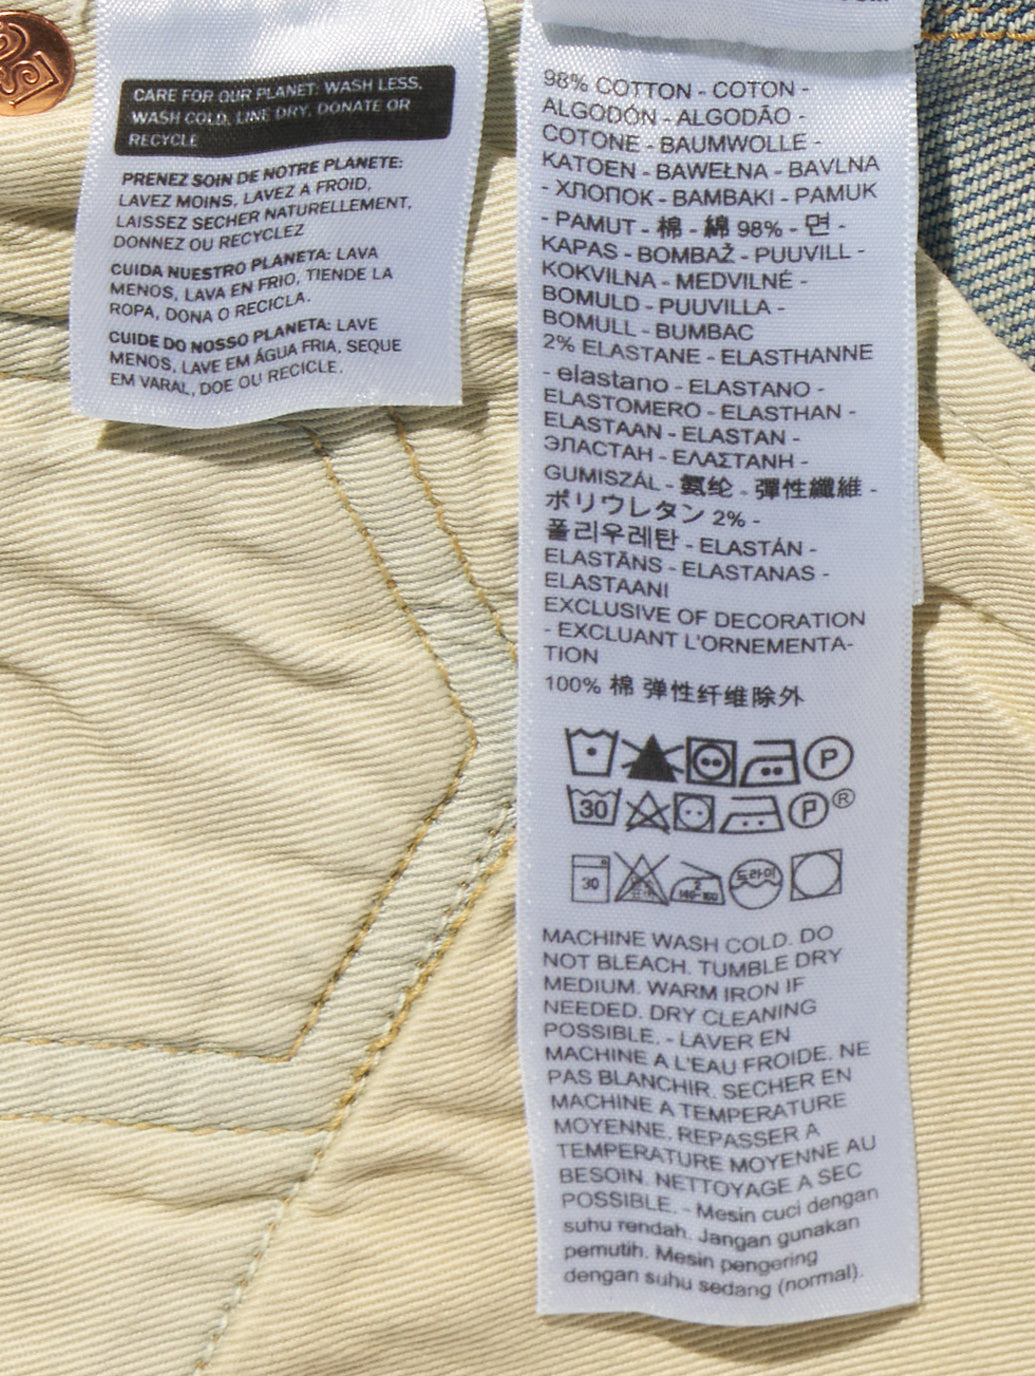 CARE FOR OUR PLANET: WASH LESS,
WASH COLD, LINE DRY, DONATE OR
RECYCLE
PRENEZ SOIN DE NOTRE PLANETE:
LAVEZ MOINS, LAVEZ A FROID,
LAISSEZ SECHER NATURELLEMENT,
DONNEZ OU RECYCLEZ
CUIDA NUESTRO PLANETA: LAVA
MENOS, LAVA EN FRIO, TIENDE LA
ROPA, DONA O RECICLA.
CUIDE DO NOSSO PLANETA: LAVE
MENOS, LAVE EM ÁGUA FRIA, SEQUE
EM VARAL, DOE OU RECICLE.
98% COTTON - COTON -
ALGODÓN - ALGODÃO -
COTONE - BAUMWOLLE -
KATOEN - BAWEŁNA - BAVLNA
- ХЛОПОК - BAMBAKI - PAMUK
- PAMUT - 棉 - 綿 98% - 면 -
KAPAS - BOMBAŽ - PUUVILL -
KOKVILNA - MEDVILNĖ -
BOMULD - PUUVILLA -
BOMULL - BUMBAC
2% ELASTANE - ELASTHANNE
- elastano - ELASTANO -
ELASTOMERO - ELASTHAN -
ELASTAAN - ELASTAN -
ЭЛАСТАН - ΕΛΑΣΤΑΝΗ -
GUMISZÁL - 氨纶 - 彈性纖維 -
ポリウレタン 2% -
폴리우레탄 - ELASTÁN -
ELASTĀNS - ELASTANAS -
ELASTAANI
EXCLUSIVE OF DECORATION
- EXCLUANT L'ORNEMENTA-
TION
100% 棉 弹性纤维除外
P
30 P ®
30 2 140-160 드라이
MACHINE WASH COLD. DO
NOT BLEACH. TUMBLE DRY
MEDIUM. WARM IRON IF
NEEDED. DRY CLEANING
POSSIBLE. - LAVER EN
MACHINE A L'EAU FROIDE. NE
PAS BLANCHIR. SECHER EN
MACHINE A TEMPERATURE
MOYENNE. REPASSER A
TEMPERATURE MOYENNE AU
BESOIN. NETTOYAGE A SEC
POSSIBLE. - Mesin cuci dengan
suhu rendah. Jangan gunakan
pemutih. Mesin pengering
dengan suhu sedang (normal).